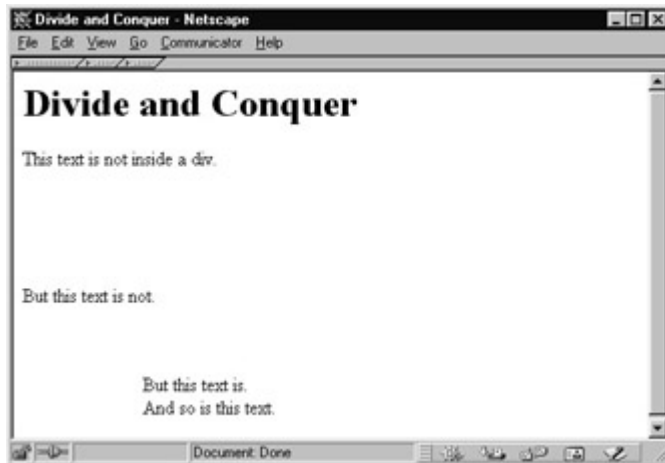 Divide and Conquer - Netscape
File Edit View Go Communicator Help
Divide and Conquer
This text is not inside a div.
But this text is not.
But this text is.
And so is this text.
Document: Done